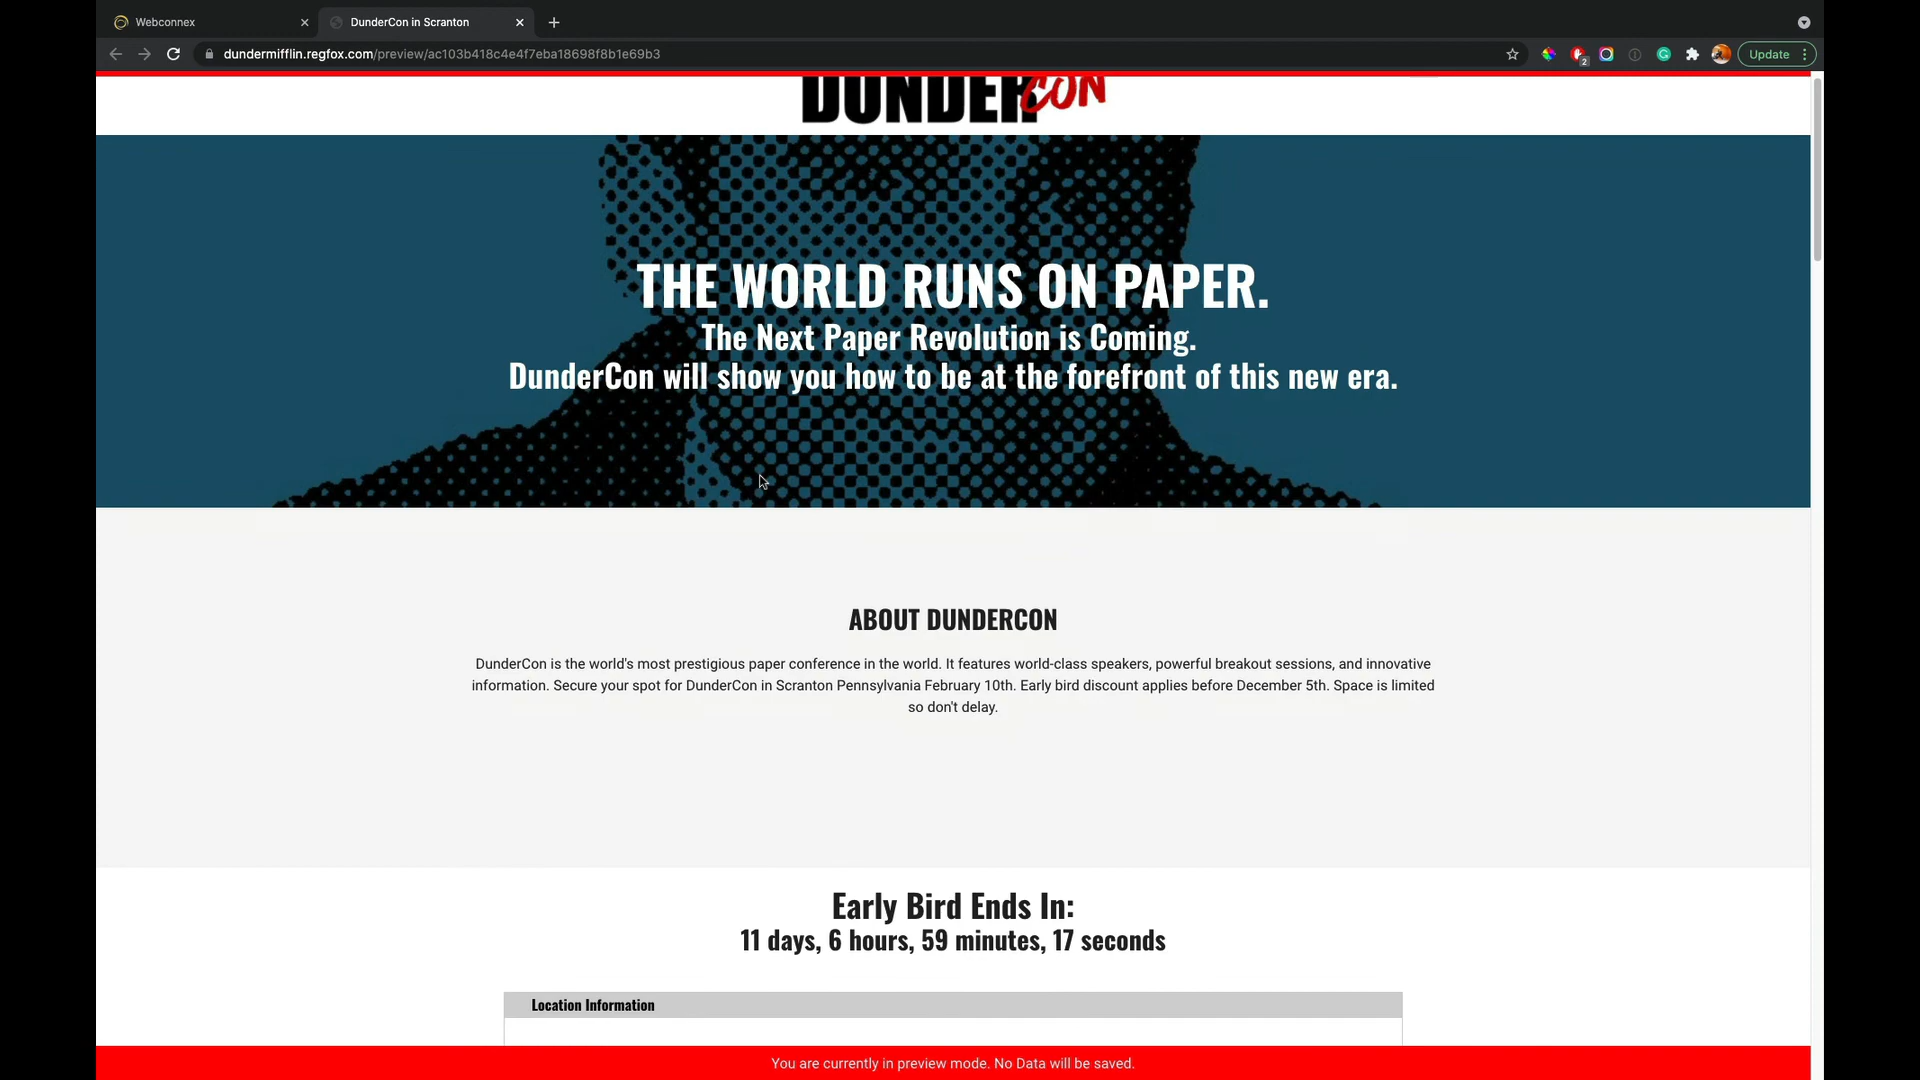 Webconnex
DunderCon in Scranton
dundermifflin.regfox.com/preview/ac103b418c4e4f7eba18698f8b1e69b3
2
Update
DUNDERCON
THE WORLD RUNS ON PAPER.
The Next Paper Revolution is Coming.
DunderCon will show you how to be at the forefront of this new era.
ABOUT DUNDERCON
DunderCon is the world's most prestigious paper conference in the world. It features world-class speakers, powerful breakout sessions, and innovative
information. Secure your spot for DunderCon in Scranton Pennsylvania February 10th. Early bird discount applies before December 5th. Space is limited
so don't delay.
Early Bird Ends In:
11 days, 6 hours, 59 minutes, 17 seconds
Location Information
You are currently in preview mode. No Data will be saved.